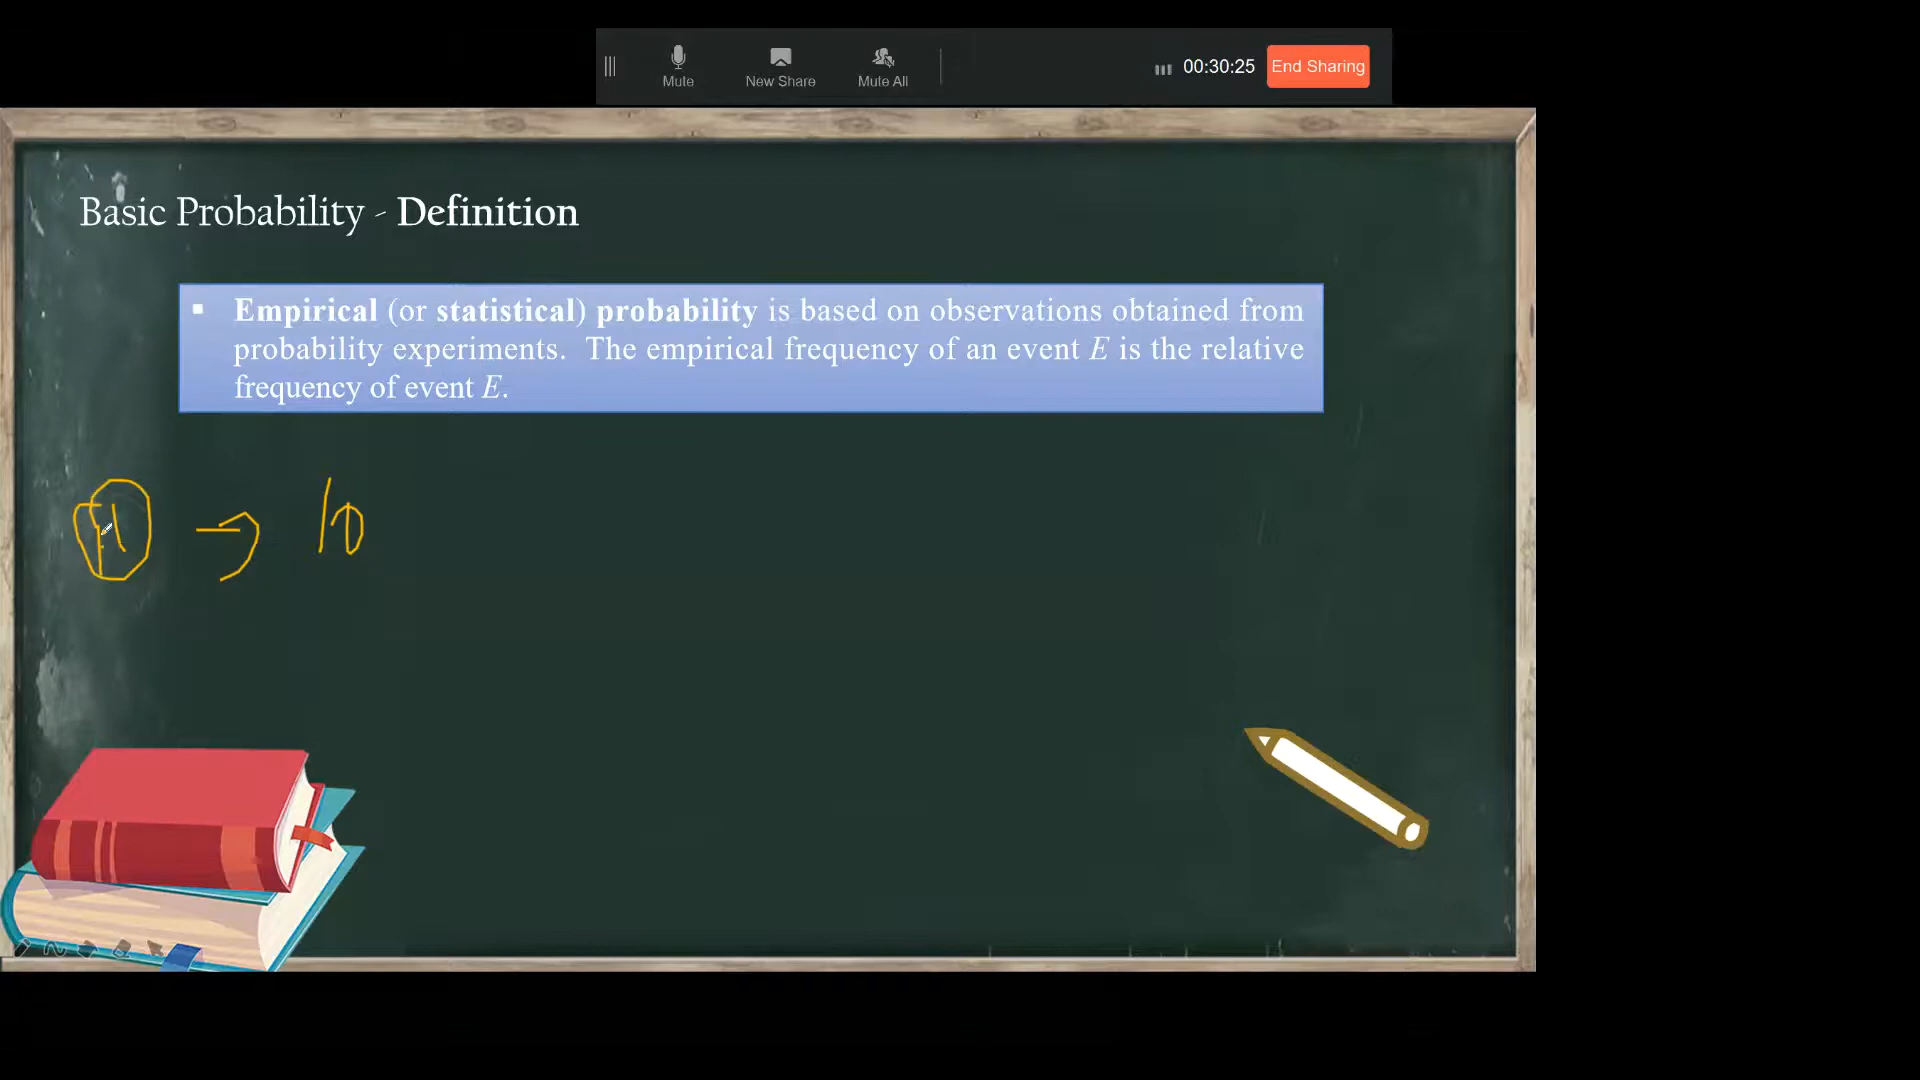 Mute
New Share
Mute All
00:30:25
End Sharing
Basic Probability - Definition
▪ Empirical (or statistical) probability is based on observations obtained from
probability experiments. The empirical frequency of an event E is the relative
frequency of event E.
10